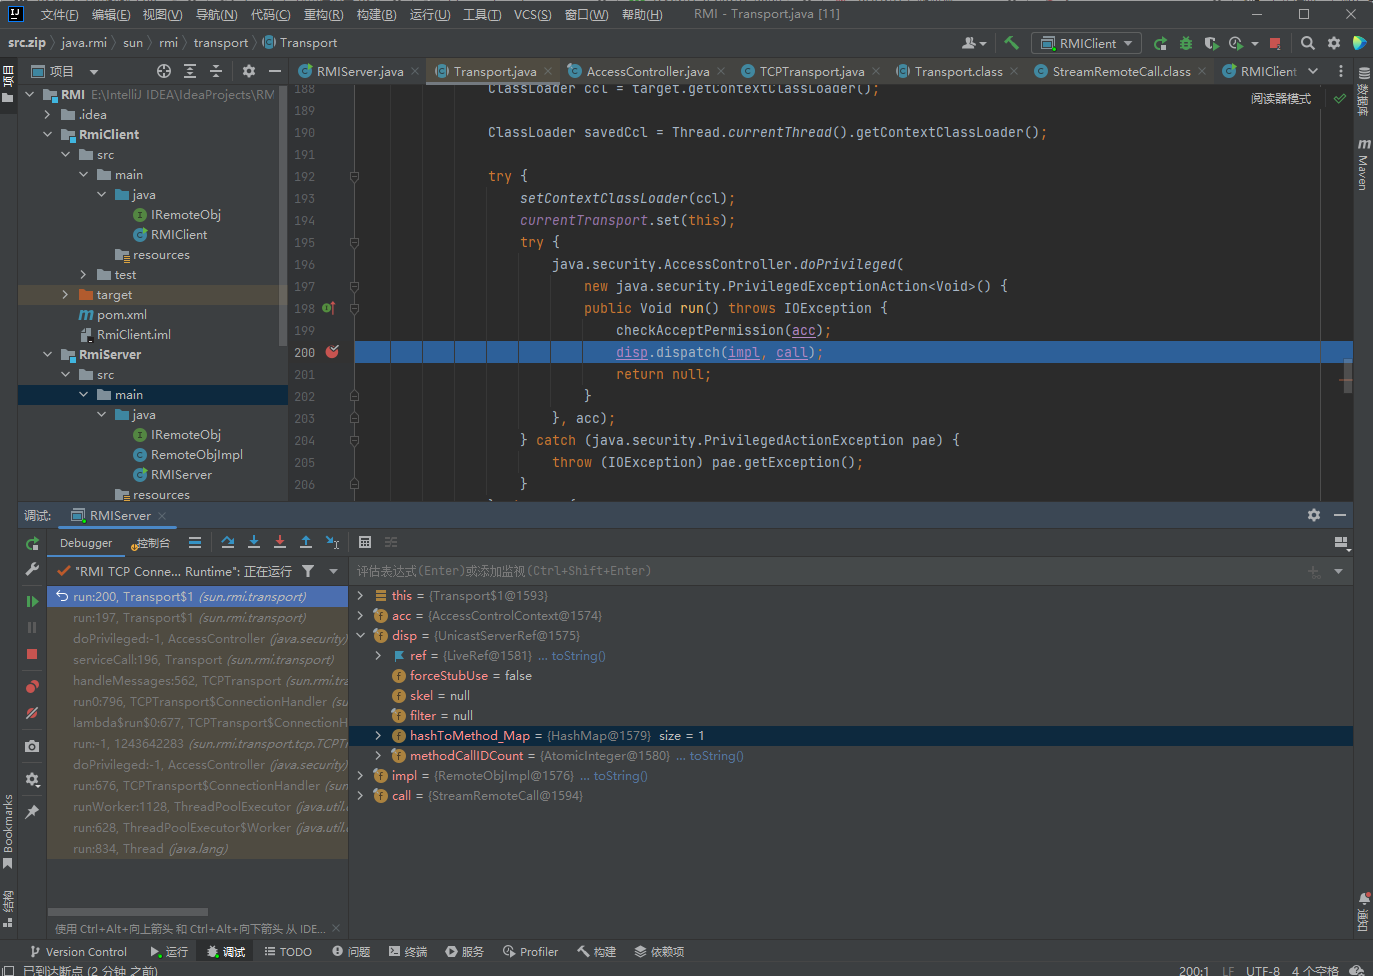 文件(F) 编辑(E) 视图(V) 导航(N) 代码(C) 重构(R) 构建(B) 运行(U) 工具(T) VCS(S) 窗口(W) 帮助(H) RMI - Transport.java [11]
src.zip java.rmi sun rmi transport Transport
RMIClient
项目
RMIServer.java Transport.java AccessController.java TCPTransport.java Transport.class StreamRemoteCall.class RMIClient
项目
数据库
Maven
通知
Bookmarks
结构
RMI E:\IntelliJ IDEA\IdeaProjects\RM
.idea
RmiClient
src
main
java
IRemoteObj
RMIClient
resources
test
target
pom.xml
RmiClient.iml
RmiServer
src
main
java
IRemoteObj
RemoteObjImpl
RMIServer
resources
阅读器模式
188 ClassLoader ccl = target.getContextClassLoader();
189
190 ClassLoader savedCcl = Thread.currentThread().getContextClassLoader();
191
192 try {
193 setContextClassLoader(ccl);
194 currentTransport.set(this);
195 try {
196 java.security.AccessController.doPrivileged(
197 new java.security.PrivilegedExceptionAction<Void>() {
198 public Void run() throws IOException {
199 checkAcceptPermission(acc);
200 disp.dispatch(impl, call);
201 return null;
202 }
203 }, acc);
204 } catch (java.security.PrivilegedActionException pae) {
205 throw (IOException) pae.getException();
206 }
调试: RMIServer
Debugger 控制台
"RMI TCP Conne... Runtime": 正在运行
评估表达式(Enter)或添加监视(Ctrl+Shift+Enter)
run:200, Transport$1 (sun.rmi.transport)
run:197, Transport$1 (sun.rmi.transport)
doPrivileged:-1, AccessController (java.security)
serviceCall:196, Transport (sun.rmi.transport)
handleMessages:562, TCPTransport (sun.rmi.tra
run0:796, TCPTransport$ConnectionHandler (su
lambda$run$0:677, TCPTransport$ConnectionH
run:-1, 1243642283 (sun.rmi.transport.tcp.TCPTr
doPrivileged:-1, AccessController (java.security)
run:676, TCPTransport$ConnectionHandler (sun
runWorker:1128, ThreadPoolExecutor (java.util.c
run:628, ThreadPoolExecutor$Worker (java.util.c
run:834, Thread (java.lang)
this = {Transport$1@1593}
acc = {AccessControlContext@1574}
disp = {UnicastServerRef@1575}
ref = {LiveRef@1581} ... toString()
forceStubUse = false
skel = null
filter = null
hashToMethod_Map = {HashMap@1579} size = 1
methodCallIDCount = {AtomicInteger@1580} ... toString()
impl = {RemoteObjImpl@1576} ... toString()
call = {StreamRemoteCall@1594}
使用 Ctrl+Alt+向上箭头 和 Ctrl+Alt+向下箭头 从 IDE...
Version Control 运行 调试 TODO 问题 终端 服务 Profiler 构建 依赖项
已到达断点 (2 分钟 之前) 200:1 LF UTF-8 4 个空格